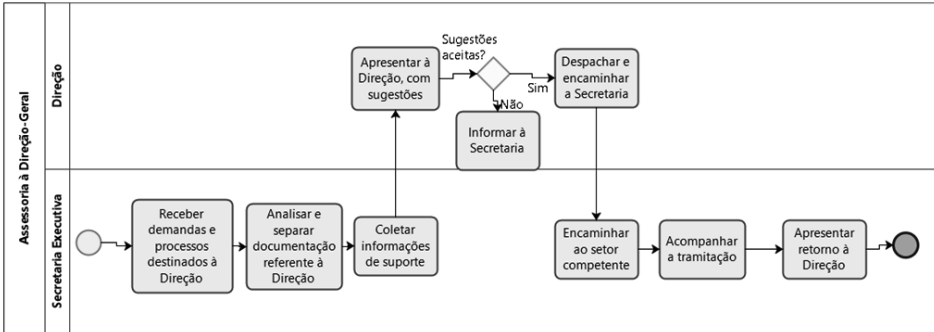 Assessoria à Direção-Geral
Direção
Apresentar à
Direção, com
sugestões
Sugestões
aceitas?
Sim
Não
Despachar e
encaminhar
a Secretaria
Informar à
Secretaria
Secretaria Executiva
Receber
demandas e
processos
destinados à
Direção
Analisar e
separar
documentação
referente à
Direção
Coletar
informações
de suporte
Encaminhar
ao setor
competente
Acompanhar
a tramitação
Apresentar
retorno à
Direção